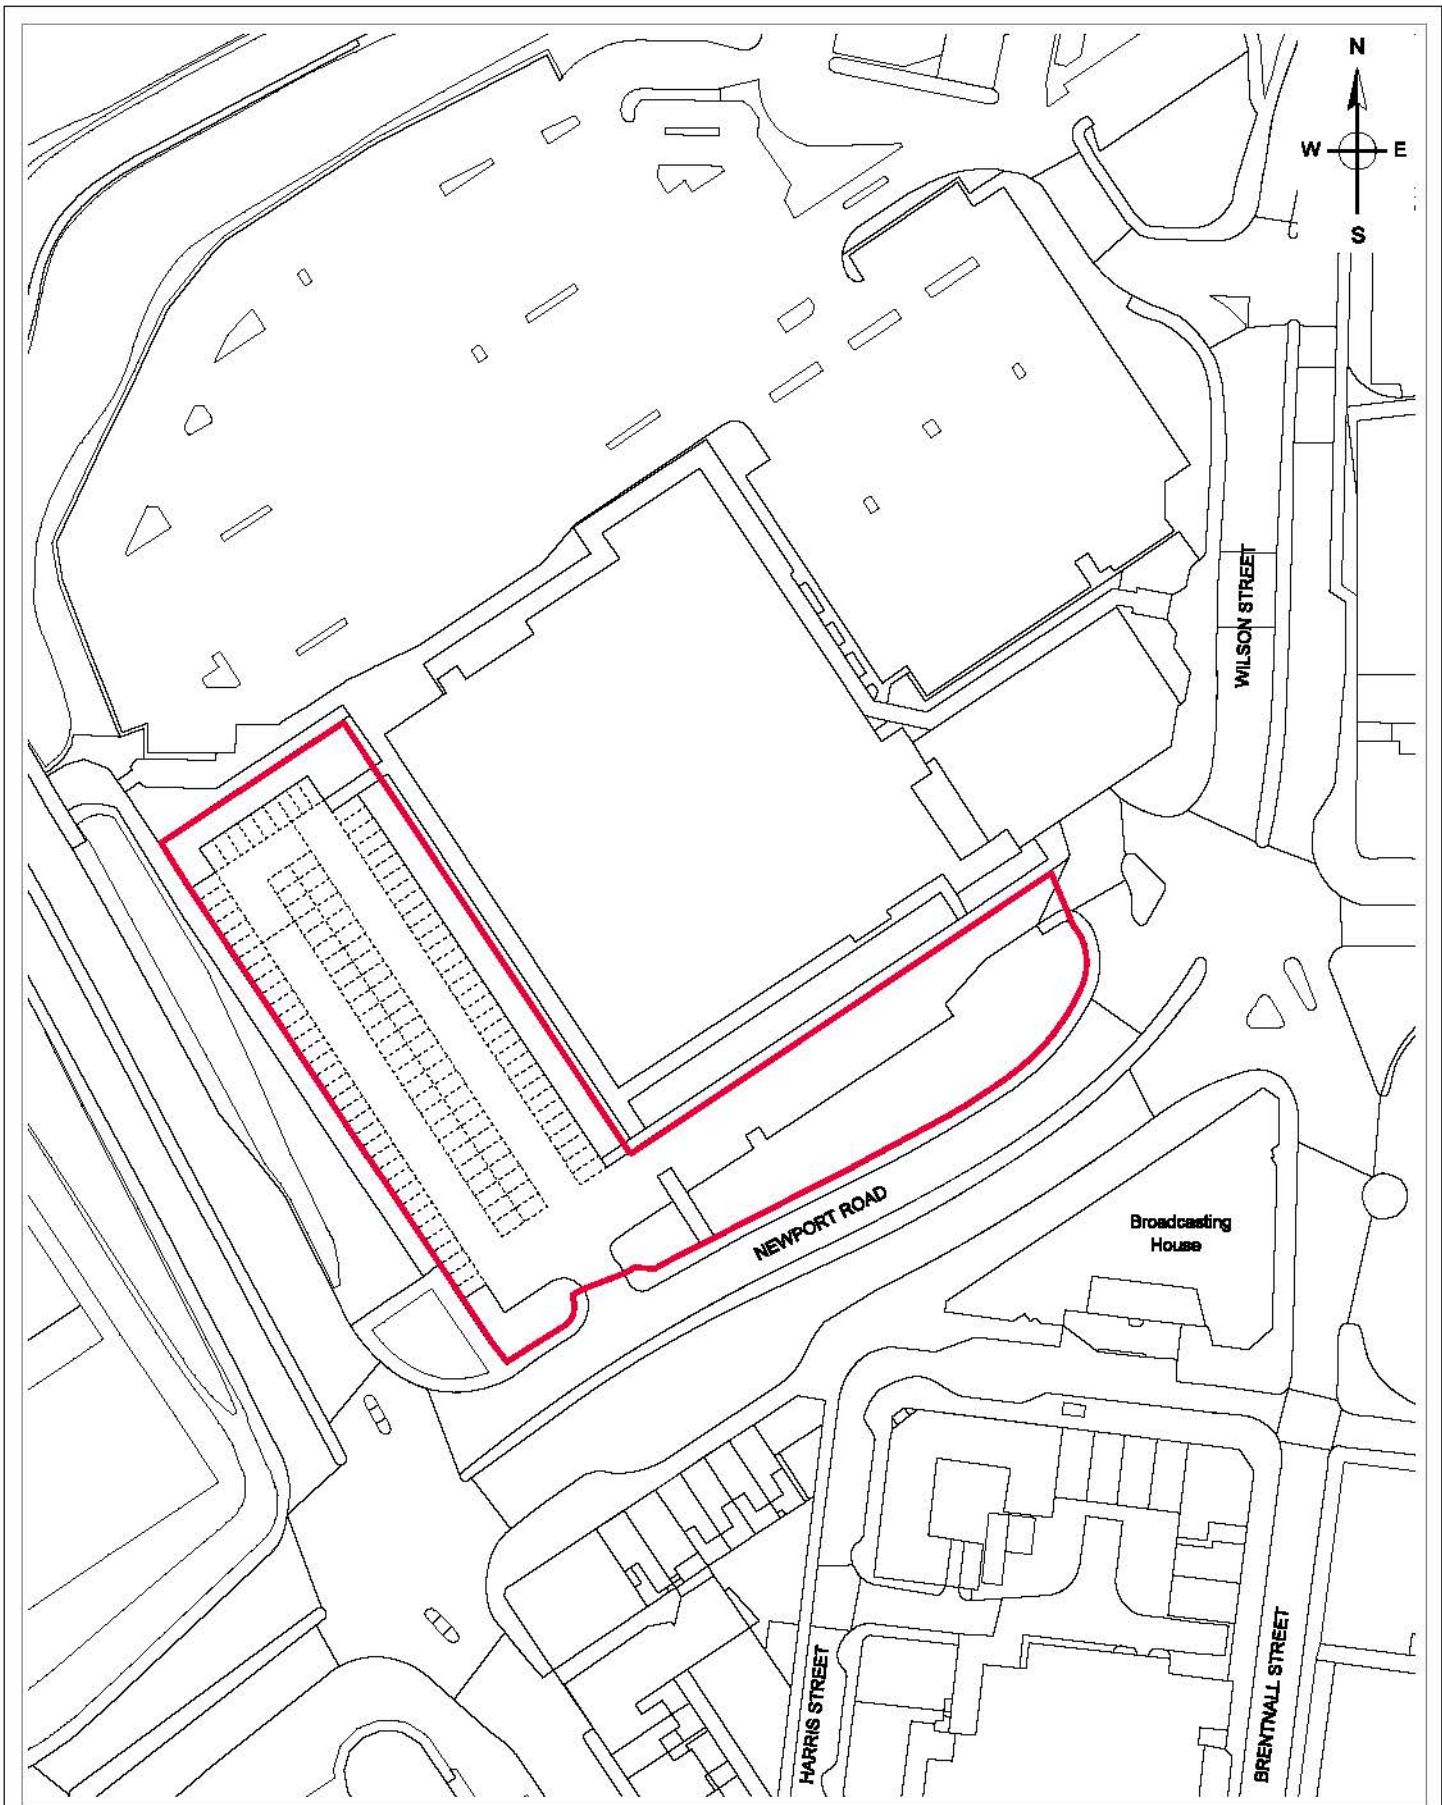 N
W E
S
WILSON STREET
NEWPORT ROAD
Broadcasting
House
HARRIS STREET
BRENTNALL STREET